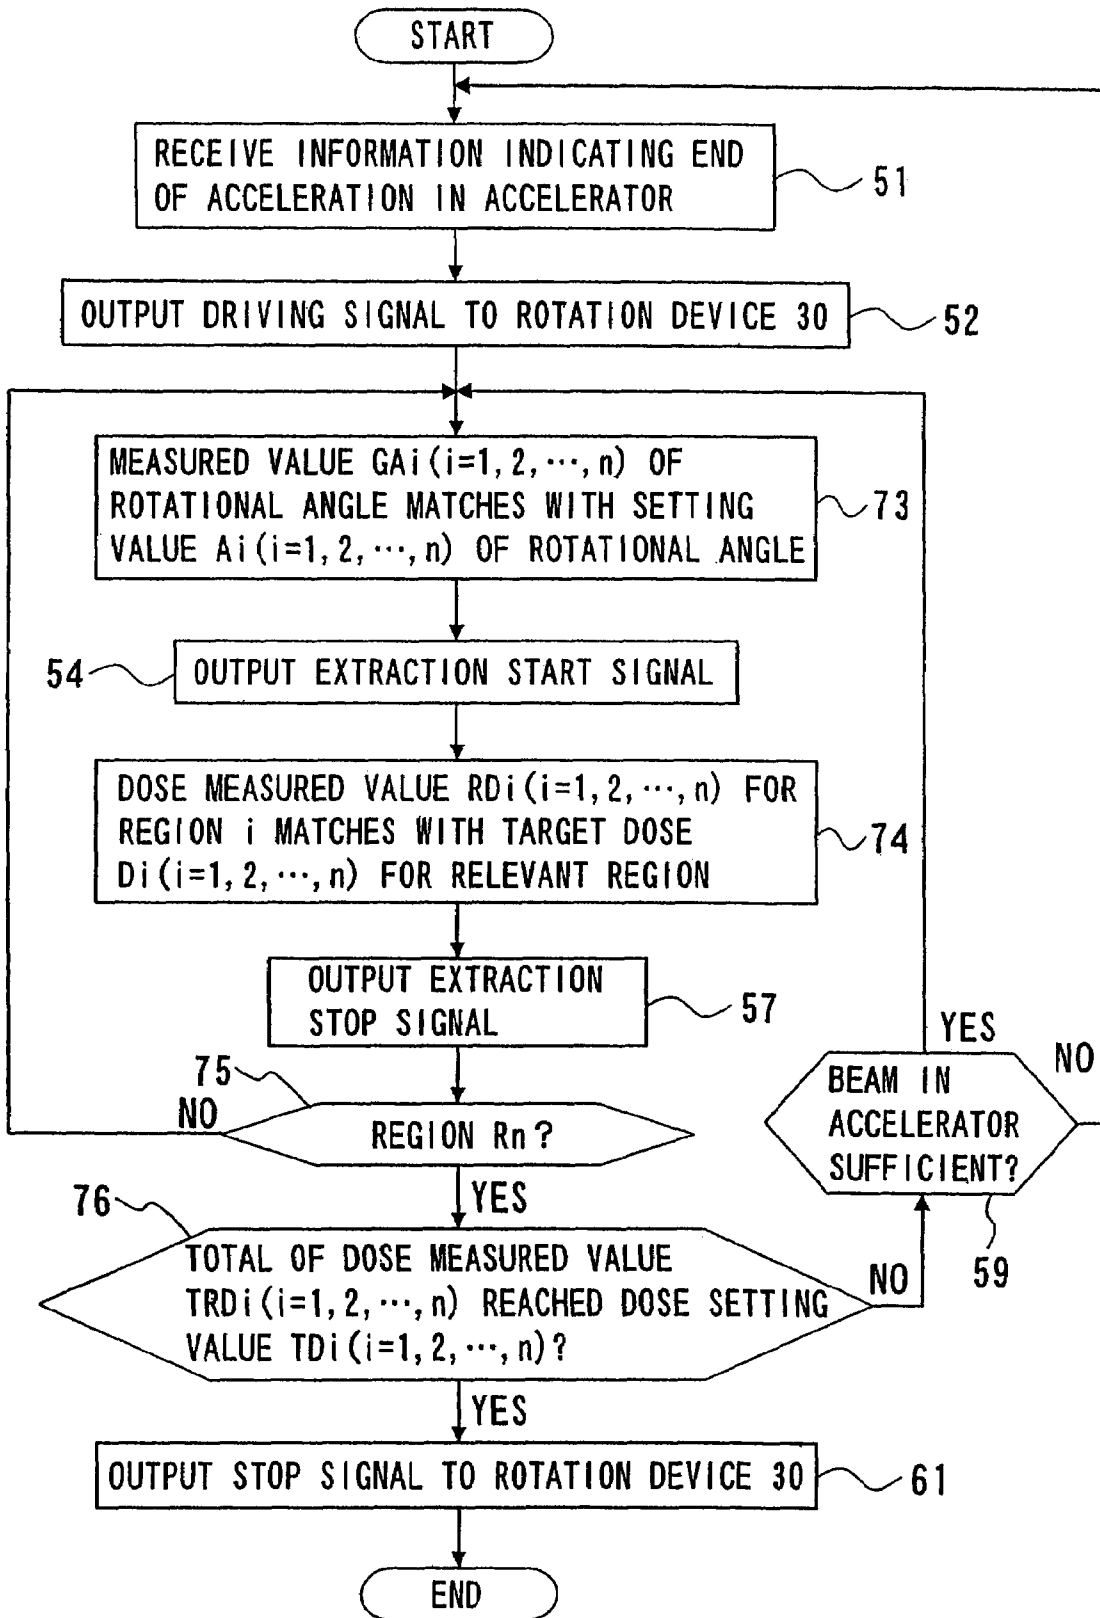 START
RECEIVE INFORMATION INDICATING END
OF ACCELERATION IN ACCELERATOR
51
OUTPUT DRIVING SIGNAL TO ROTATION DEVICE 30
52
MEASURED VALUE GAi(i=1, 2, ···, n) OF
ROTATIONAL ANGLE MATCHES WITH SETTING
VALUE Ai(i=1, 2, ···, n) OF ROTATIONAL ANGLE
73
54
OUTPUT EXTRACTION START SIGNAL
DOSE MEASURED VALUE RDi(i=1, 2, ···, n) FOR
REGION i MATCHES WITH TARGET DOSE
Di(i=1, 2, ···, n) FOR RELEVANT REGION
74
OUTPUT EXTRACTION
STOP SIGNAL
57
75
NO
REGION Rn?
YES
YES
NO
BEAM IN
ACCELERATOR
SUFFICIENT?
59
76
TOTAL OF DOSE MEASURED VALUE
TRDi(i=1, 2, ···, n) REACHED DOSE SETTING
VALUE TDi(i=1, 2, ···, n)?
NO
YES
OUTPUT STOP SIGNAL TO ROTATION DEVICE 30
61
END